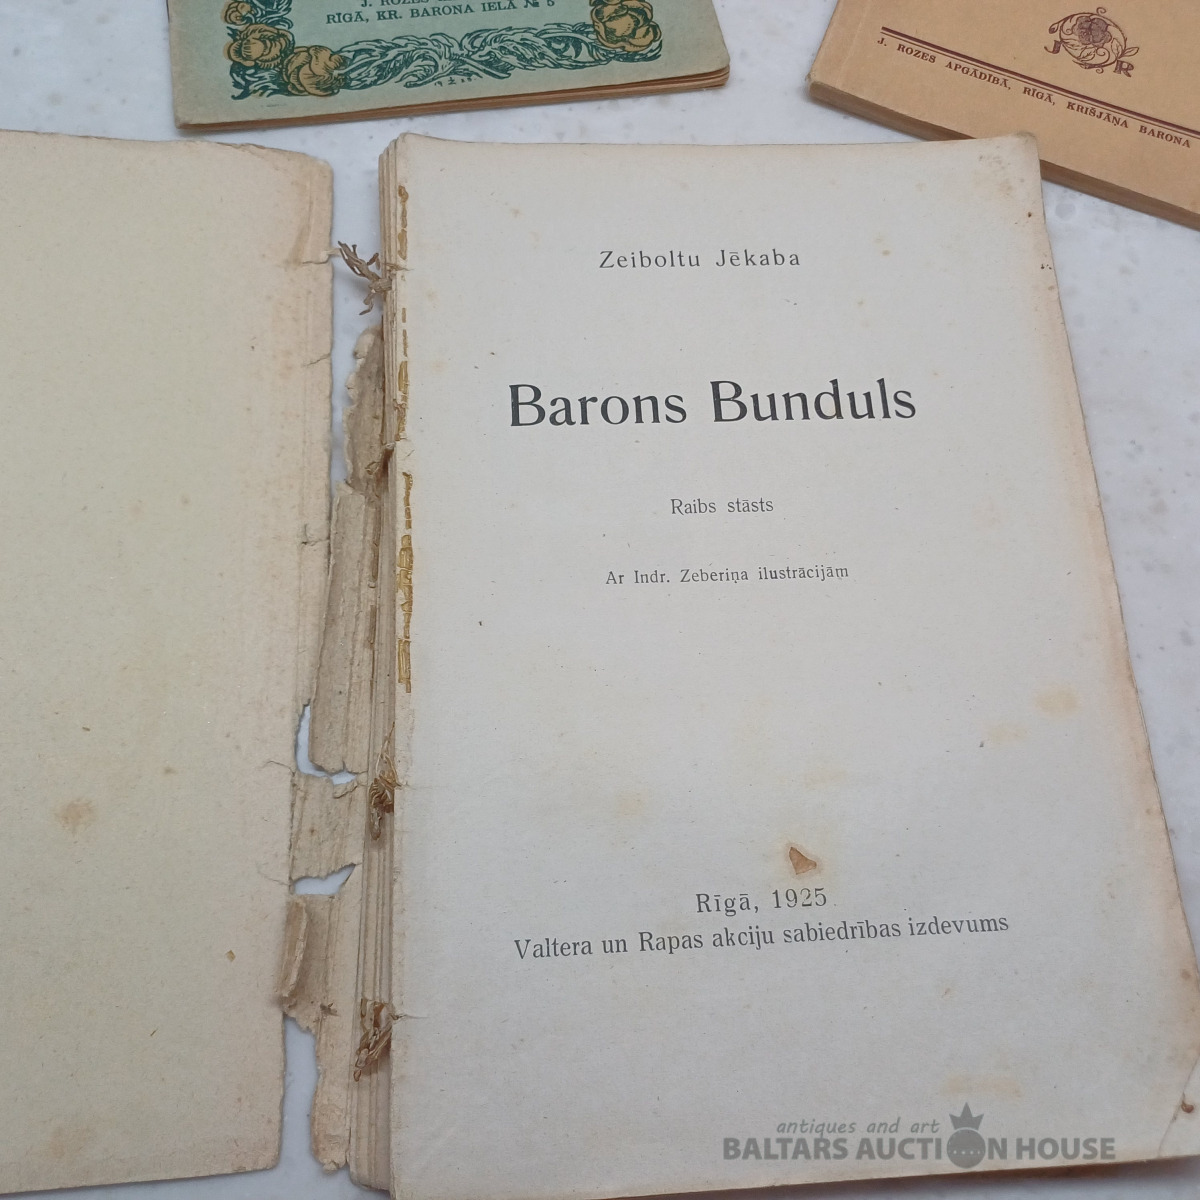 RĪGĀ, KR. BARONA IELĀ № 5
J R
J. ROZES APGĀDĪBĀ, RĪGĀ, KRIŠJĀŅA BARONA
Zeiboltu Jēkaba
Barons Bunduls
Raibs stāsts
Ar Indr. Zeberiņa ilustrācijām
Rīgā, 1925
Valtera un Rapas akciju sabiedrības izdevums
antiques and art
BALTARS AUCTION HOUSE